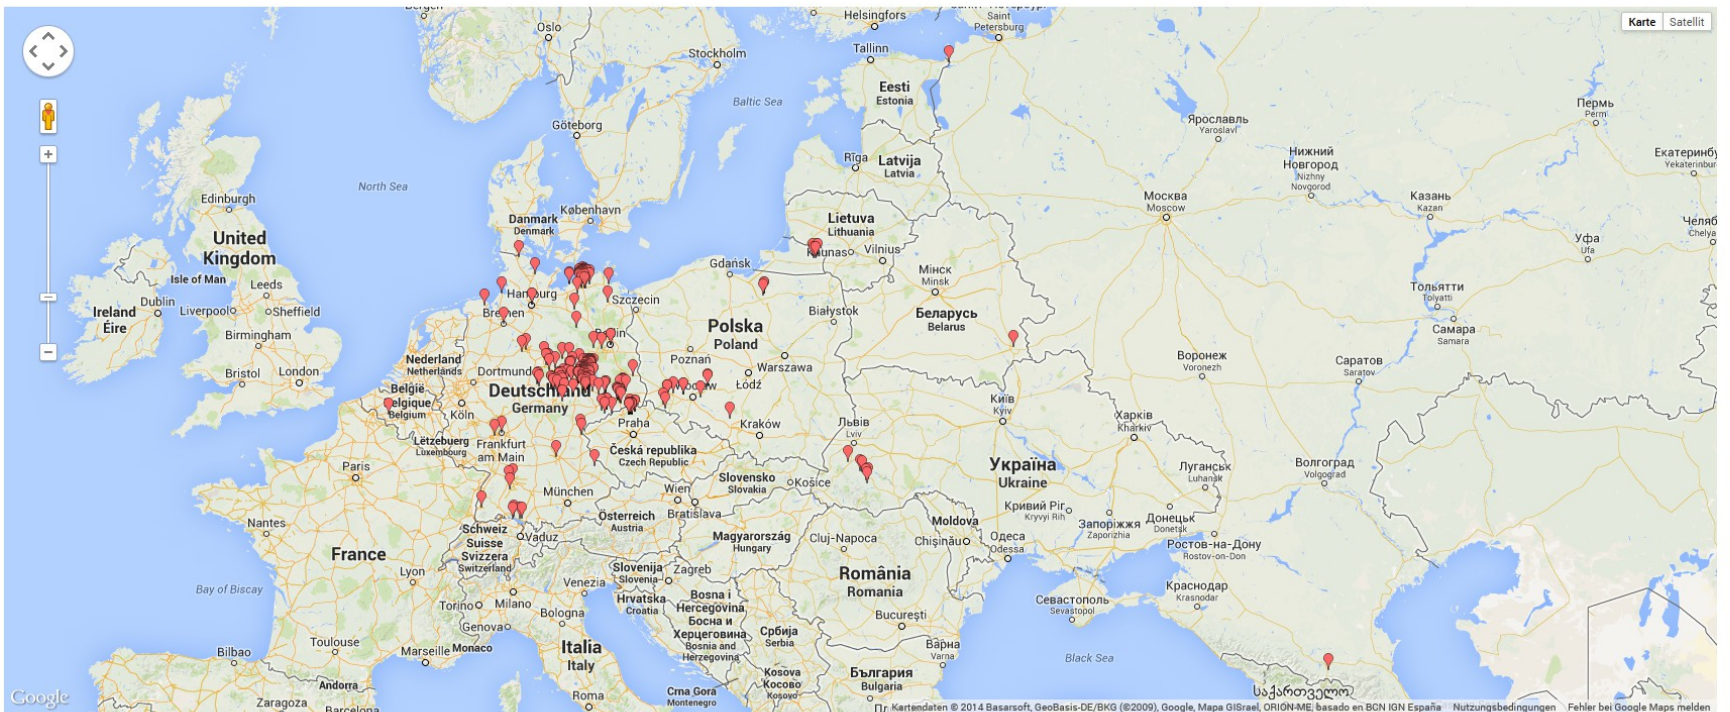 Bergen
Oslo
Helsingfors
Saint
Petersburg
Karte
Satellit
Stockholm
Tallinn
Eesti
Estonia
Baltic Sea
Göteborg
Ярославль
Yaroslavl
Пермь
Perm
Rīga
Latvija
Latvia
Нижний
Новгород
Nizhny
Novgorod
Екатеринбу
Yekaterinbur
North Sea
Edinburgh
Москва
Moscow
Казань
Kazan
Danmark
Denmark
København
Lietuva
Lithuania
Челяб
Chelya
United
Kingdom
Уфа
Ufa
Kaunas
Vilnius
Isle of Man
Leeds
Gdańsk
Мінск
Minsk
Тольятти
Tolyatti
Dublin
Liverpool
Sheffield
Hamburg
Szczecin
Białystok
Ireland
Éire
Bremen
Беларусь
Belarus
Birmingham
Polska
Poland
Berlin
Самара
Samara
Nederland
Netherlands
Poznań
Warszawa
Воронеж
Voronezh
Саратов
Saratov
Bristol
London
Dortmund
Łódź
België
Belgique
Belgium
Deutschland
Germany
Wrocław
Köln
Київ
Kyiv
Харків
Kharkiv
Praha
Kraków
Львів
Lviv
Lëtzebuerg
Luxembourg
Frankfurt
am Main
Česká republika
Czech Republic
Paris
Україна
Ukraine
Луганськ
Luhansk
Волгоград
Volgograd
Slovensko
Slovakia
Košice
München
Wien
Bratislava
Nantes
Österreich
Austria
Кривий Ріг
Kryvyi Rih
Запоріжжя
Zaporizhia
Донецьк
Donetsk
Schweiz
Suisse
Svizzera
Switzerland
Vaduz
Moldova
Chișinău
Magyarország
Hungary
Cluj-Napoca
Одеса
Odessa
Ростов-на-Дону
Rostov-on-Don
France
Lyon
Slovenija
Slovenia
Zagreb
România
Romania
Bay of Biscay
Venezia
Краснодар
Krasnodar
Torino
Milano
Hrvatska
Croatia
Bosna i
Hercegovina
Босна и
Херцеговина
Bosnia and
Herzegovina
Севастополь
Sevastopol
Bologna
București
Genova
Србија
Serbia
Toulouse
Marseille
Monaco
Bilbao
Italia
Italy
Варна
Varna
Black Sea
Kosova
Косово
Kosovo
България
Bulgaria
Andorra
Crna Gora
Montenegro
საქართველო
Google
Zaragoza
Barcelona
Roma
Kartendaten © 2014 Basarsoft, GeoBasis-DE/BKG (©2009), Google, Mapa GISrael, ORION-ME, basado en BCN IGN España
Nutzungsbedingungen
Fehler bei Google Maps melden